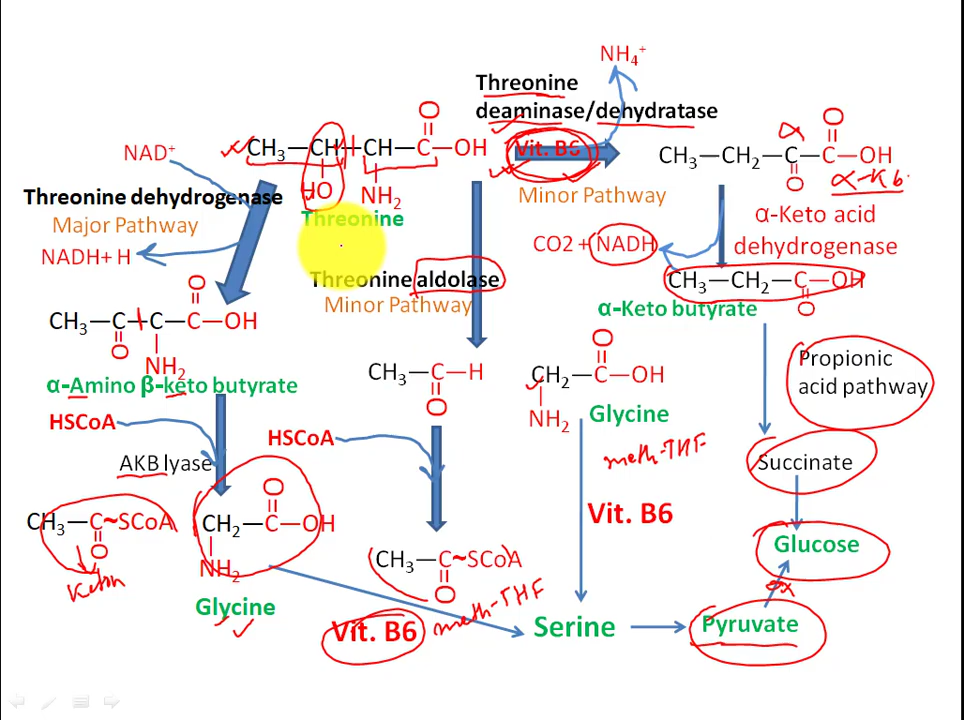 NH4+
Threonine
deaminase/dehydratase
CH3—CH—CH—C—OH
O
HO
NH2
Threonine
Vit. B6
Minor Pathway
CH3—CH2—C—C—OH
O
O
α
α-Kb
NAD+
Threonine dehydrogenase
Major Pathway
NADH+ H
α-Keto acid
dehydrogenase
CO2 + NADH
CH3—CH2—C—OH
O
α-Keto butyrate
Threonine aldolase
Minor Pathway
CH3—C—C—C—OH
O
O
NH2
α-Amino β-keto butyrate
HSCoA
AKB lyase
CH3—C—H
O
HSCoA
CH2—C—OH
O
NH2
Glycine
meth-THF
Vit. B6
Propionic
acid pathway
Succinate
Glucose
CH3—C~SCoA
O
CH2—C—OH
O
NH2
Glycine
CH3—C~SCoA
O
Vit. B6
meth-THF
Serine
Pyruvate